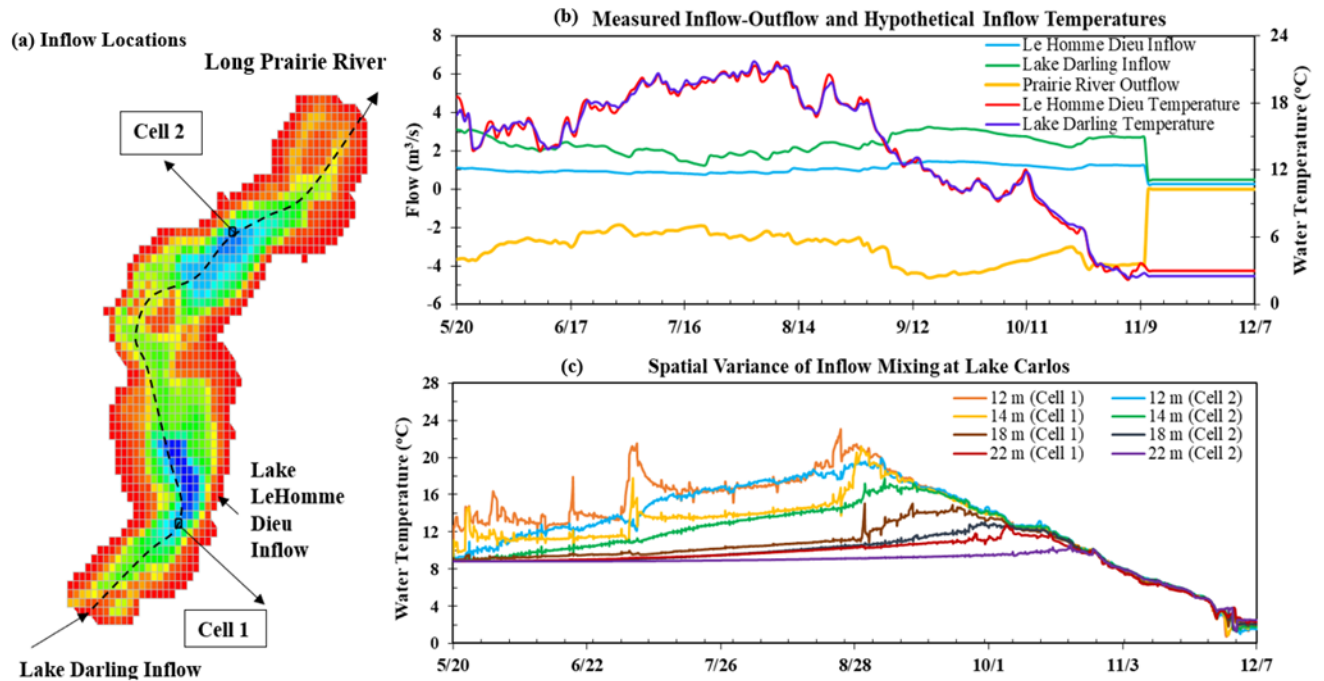 (a) Inflow Locations
Long Prairie River
Cell 2
Lake
LeHomme
Dieu
Inflow
Cell 1
Lake Darling Inflow
(b) Measured Inflow-Outflow and Hypothetical Inflow Temperatures
Le Homme Dieu Inflow
Lake Darling Inflow
Prairie River Outflow
Le Homme Dieu Temperature
Lake Darling Temperature
Flow (m³/s)
8
6
4
2
0
-2
-4
-6
Water Temperature (°C)
24
18
12
6
0
5/20 6/17 7/16 8/14 9/12 10/11 11/9 12/7
(c) Spatial Variance of Inflow Mixing at Lake Carlos
12 m (Cell 1) 12 m (Cell 2)
14 m (Cell 1) 14 m (Cell 2)
18 m (Cell 1) 18 m (Cell 2)
22 m (Cell 1) 22 m (Cell 2)
Water Temperature (°C)
28
24
20
16
12
8
4
0
5/20 6/22 7/26 8/28 10/1 11/3 12/7